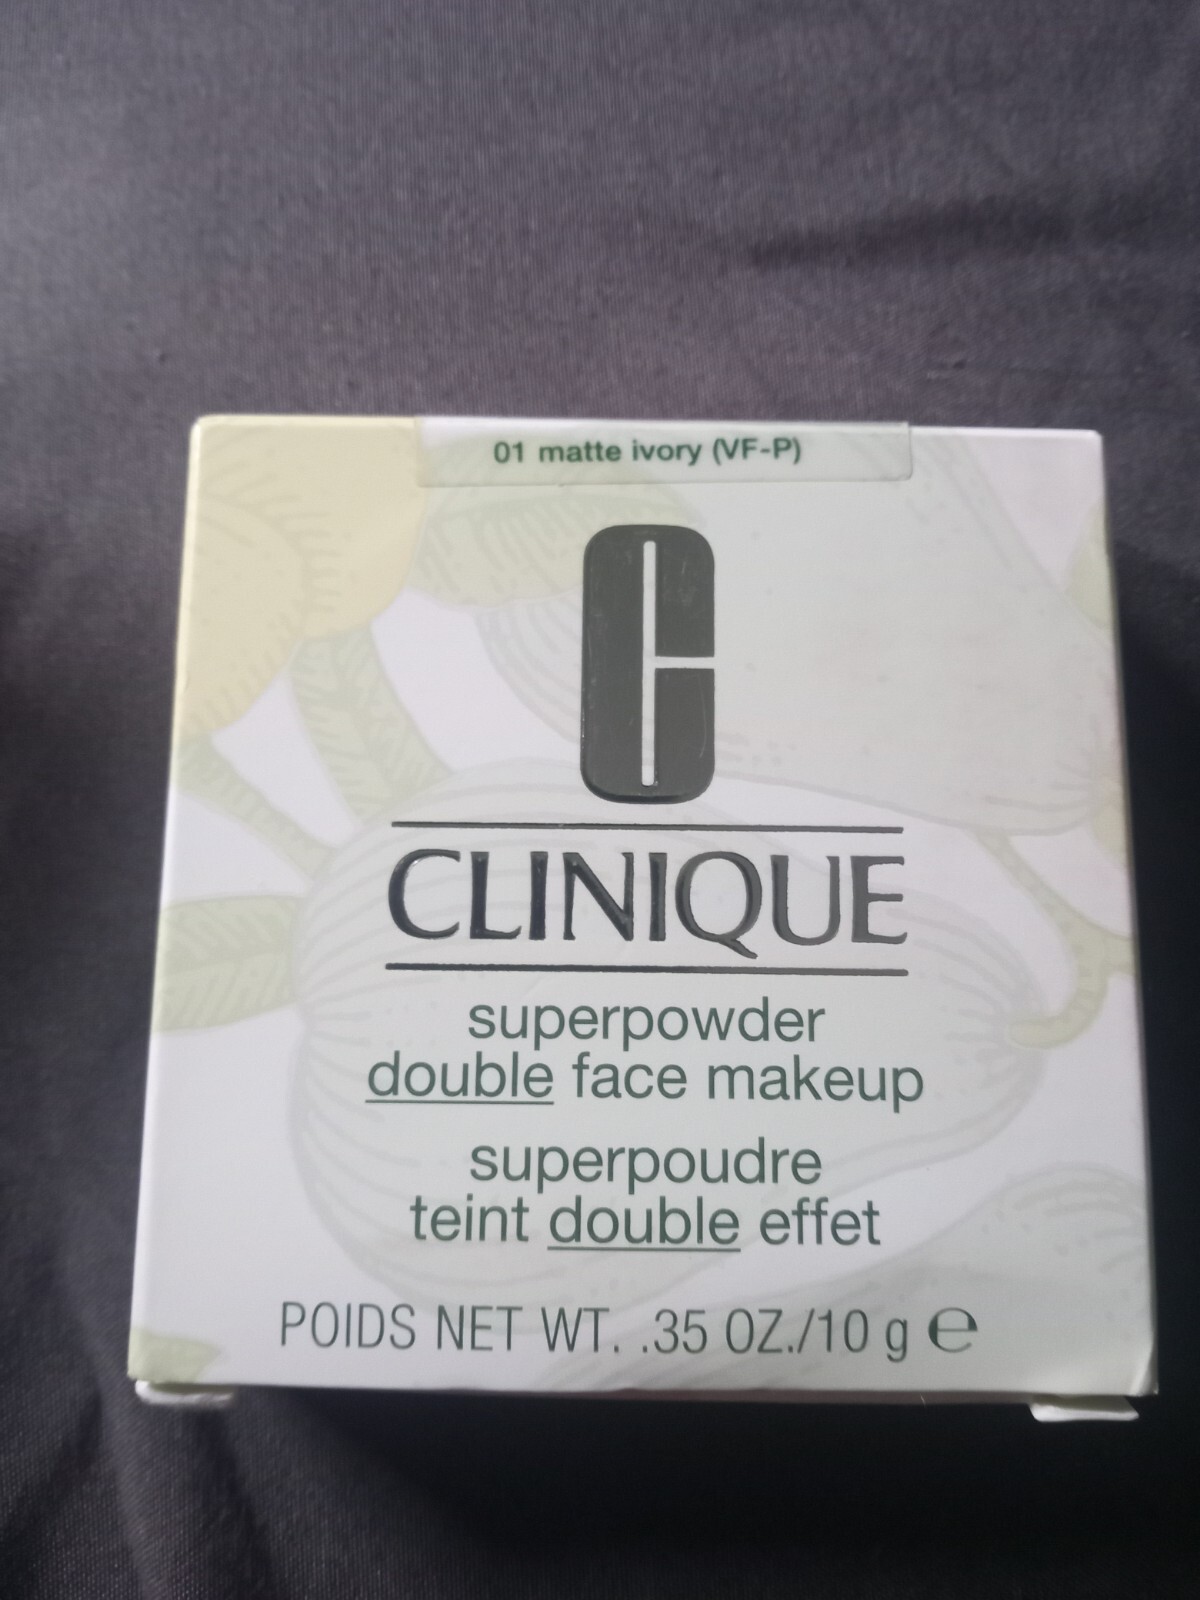 01 matte ivory (VF-P)
C
CLINIQUE
superpowder
double face makeup
superpoudre
teint double effet
POIDS NET WT. .35 OZ./10 g ℮